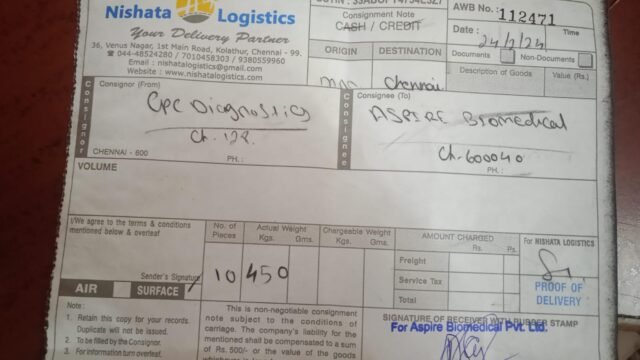 Nishata Logistics
Your Delivery Partner
36, Venus Nagar, 1st Main Road, Kolathur, Chennai - 99.
044-48524280 / 7010458303 / 9380559960
Email : nishatalogistics@gmail.com
Website : www.nishatalogistics.com
Consignment Note
CASH / CREDIT
AWB No. : 112471
Date : 24/2/24 Time
ORIGIN DESTINATION
Chennai
Documents Non-Documents
Description of Goods Value (Rs.)
Consignor
Consignor (From)
CPC Diagnostics
Ch-128
CHENNAI - 600 PH. :
Consignee
Consignee (To)
ASPIRE Biomedical
Ch-600040
PH. :
VOLUME
I/We agree to the terms & conditions
mentioned below & overleaf
Sender's Signature
No. of Pieces
10
Actual Weight
Kgs. Gms.
450
Chargeable Weight
Kgs. Gms.
AMOUNT CHARGED
Rs. Ps.
Freight
Service Tax
Total
For NISHATA LOGISTICS
PROOF OF
DELIVERY
AIR SURFACE
Note :
1. Retain this copy for your records.
Duplicate will not be issued.
2. To be filled by the Consignor.
3. For information turn overleaf.
This is non-negotiable consignment
note subject to the conditions of
carriage. The company's liability for the
mentioned shall be compensated to a sum
of Rs. 500/- or the value of the goods
SIGNATURE OF RECEIVER WITH RUBBER STAMP
For Aspire Biomedical Pvt. Ltd.